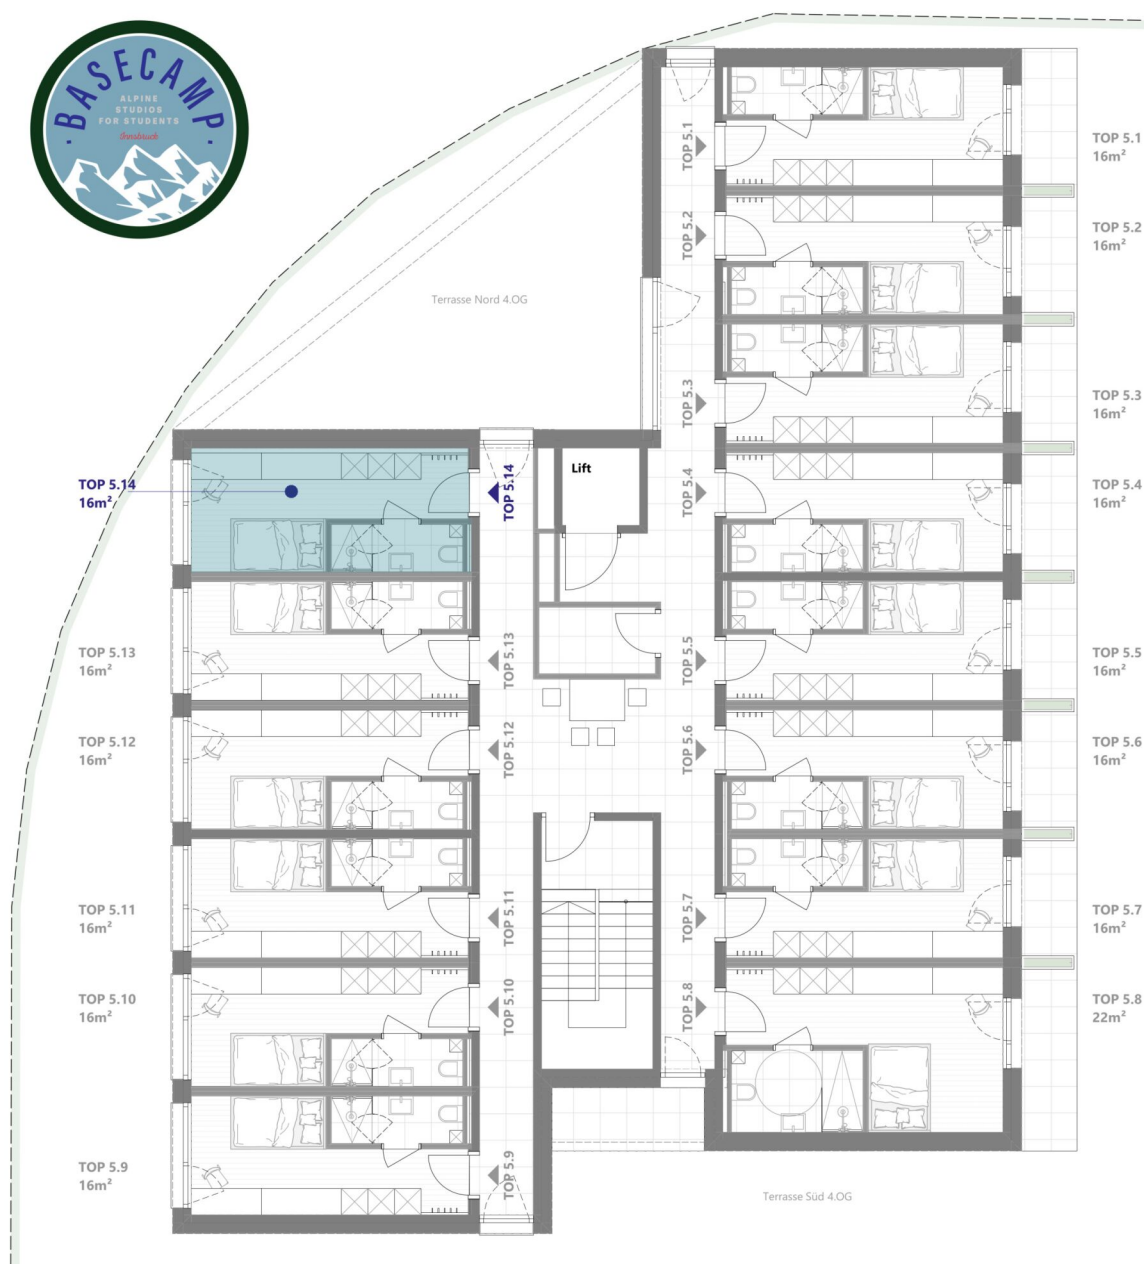 · BASECAMP ·
ALPINE
STUDIOS
FOR STUDENTS
Innsbruck
Terrasse Nord 4.OG
Lift
TOP 5.1
TOP 5.1
16m²
TOP 5.2
TOP 5.2
16m²
TOP 5.3
TOP 5.3
16m²
TOP 5.14
16m²
TOP 5.14
TOP 5.4
TOP 5.4
16m²
TOP 5.13
16m²
TOP 5.13
TOP 5.5
TOP 5.5
16m²
TOP 5.12
16m²
TOP 5.12
TOP 5.6
TOP 5.6
16m²
TOP 5.11
16m²
TOP 5.11
TOP 5.7
TOP 5.7
16m²
TOP 5.10
16m²
TOP 5.10
TOP 5.8
TOP 5.8
22m²
TOP 5.9
16m²
TOP 5.9
Terrasse Süd 4.OG